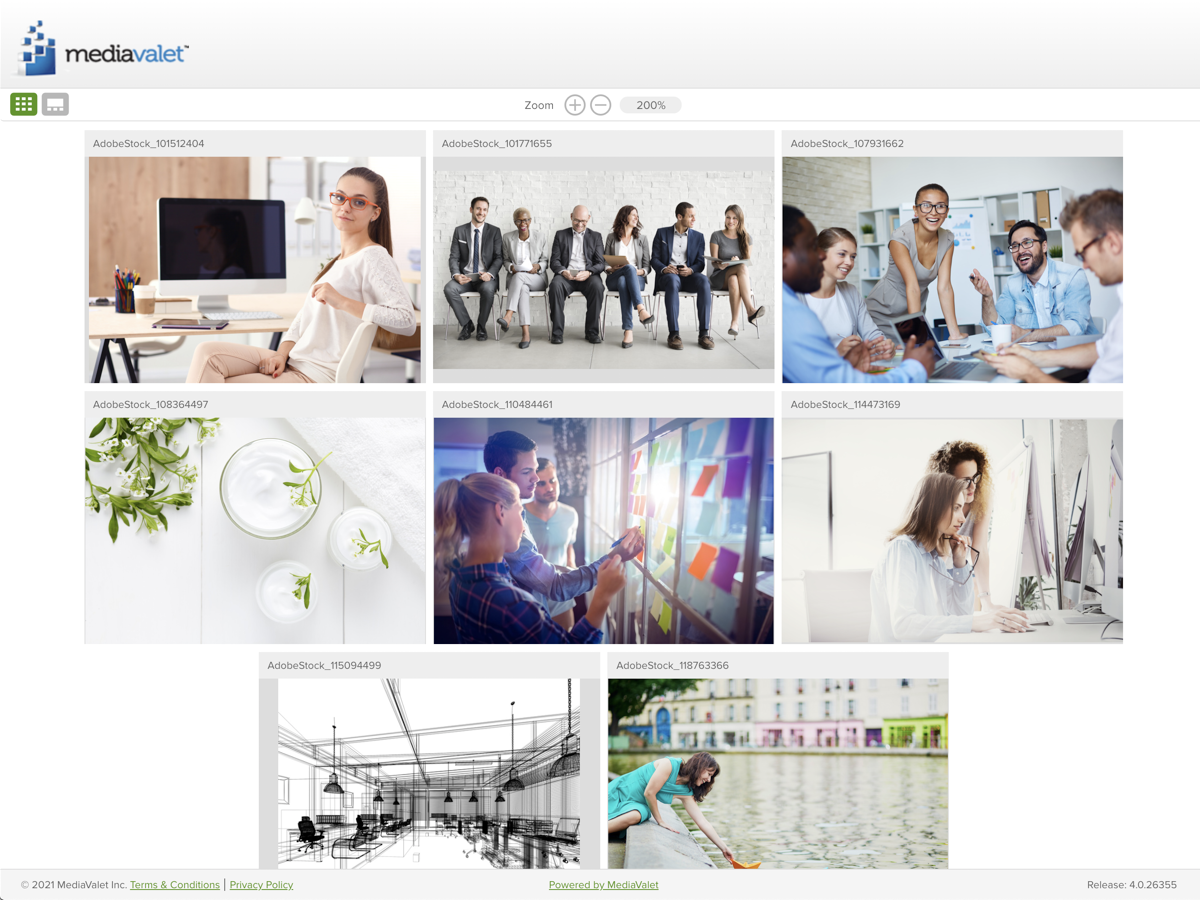 mediavalet™
Zoom 200%
AdobeStock_101512404 AdobeStock_101771655 AdobeStock_107931662
AdobeStock_108364497 AdobeStock_110484461 AdobeStock_114473169
AdobeStock_115094499 AdobeStock_118763366
© 2021 MediaValet Inc. Terms & Conditions | Privacy Policy Powered by MediaValet Release: 4.0.26355